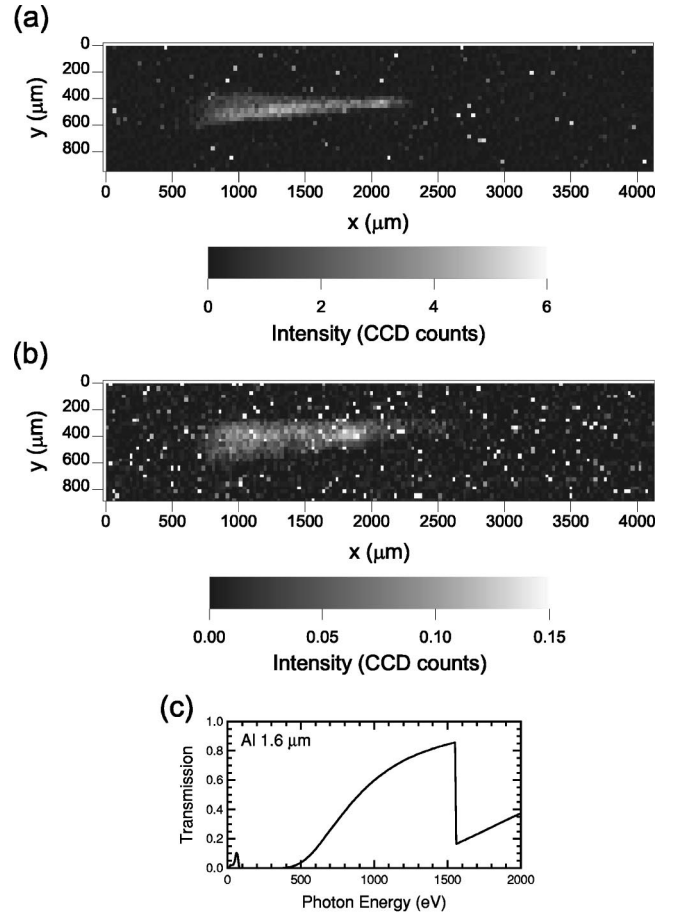 (a)
0
200
400
600
800
y (μm)
0 500 1000 1500 2000 2500 3000 3500 4000
x (μm)
0 2 4 6
Intensity (CCD counts)
(b)
0
200
400
600
800
y (μm)
0 500 1000 1500 2000 2500 3000 3500 4000
x (μm)
0.00 0.05 0.10 0.15
Intensity (CCD counts)
(c)
1.0
0.8
0.6
0.4
0.2
0.0
Transmission
Al 1.6 μm
0 500 1000 1500 2000
Photon Energy (eV)